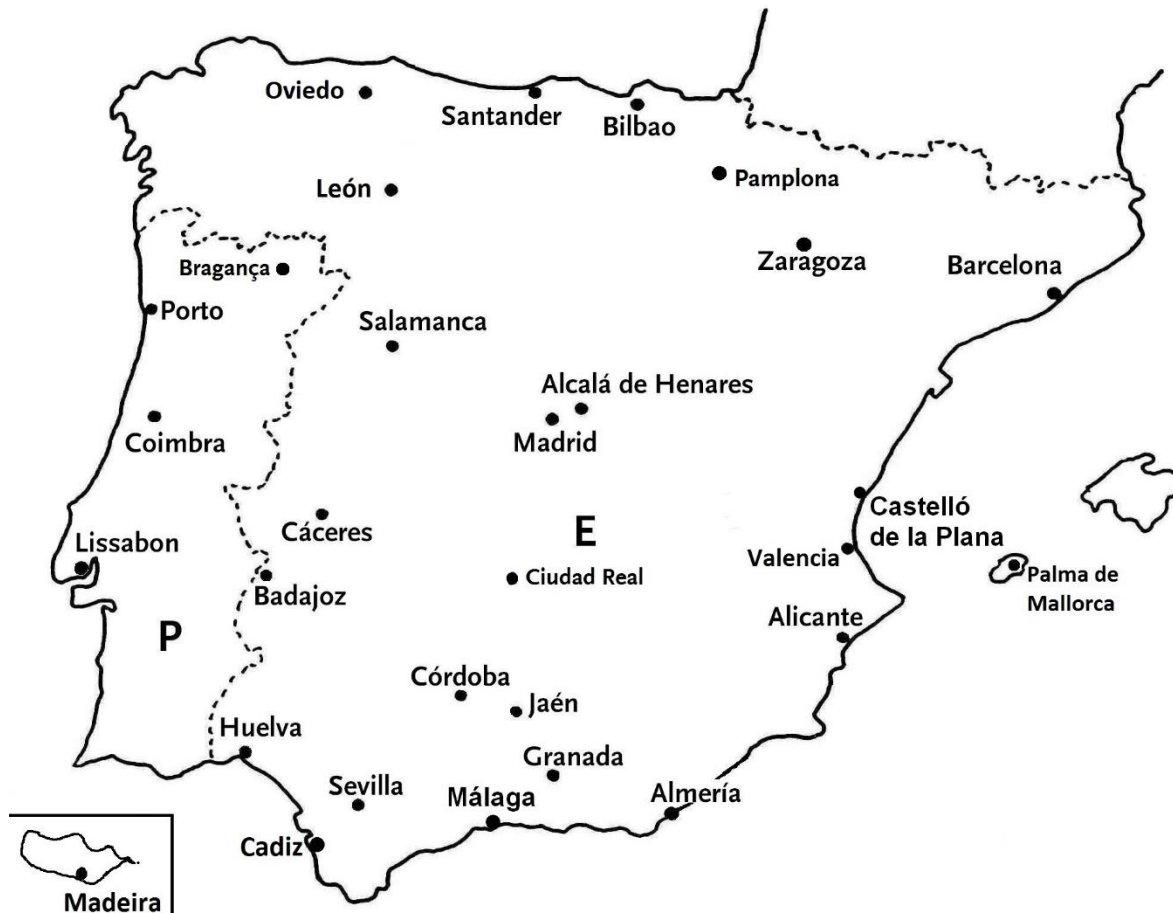 Oviedo
Santander
Bilbao
León
Pamplona
Zaragoza
Bragança
Barcelona
Porto
Salamanca
Alcalá de Henares
Madrid
Coimbra
Castelló
de la Plana
Cáceres
E
Lissabon
Valencia
Ciudad Real
Palma de
Mallorca
Badajoz
Alicante
P
Córdoba
Jaén
Huelva
Granada
Sevilla
Málaga
Almería
Cadiz
Madeira